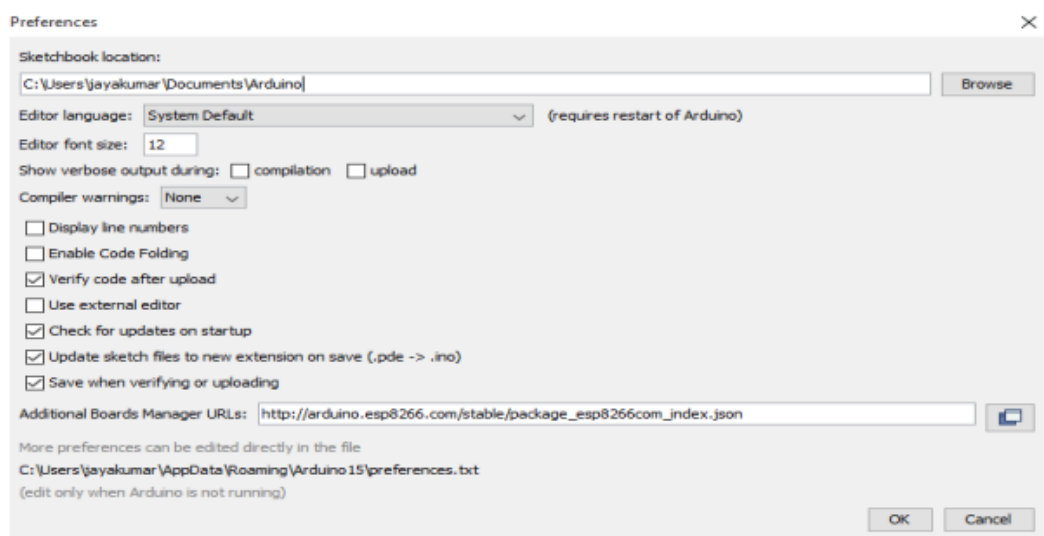 Preferences
Sketchbook location:
C:\Users\jayakumar\Documents\Arduino
Browse
Editor language: System Default (requires restart of Arduino)
Editor font size: 12
Show verbose output during: compilation upload
Compiler warnings: None
Display line numbers
Enable Code Folding
Verify code after upload
Use external editor
Check for updates on startup
Update sketch files to new extension on save (.pde -> .ino)
Save when verifying or uploading
Additional Boards Manager URLs: http://arduino.esp8266.com/stable/package_esp8266com_index.json
More preferences can be edited directly in the file
C:\Users\jayakumar\AppData\Roaming\Arduino15\preferences.txt
(edit only when Arduino is not running)
OK Cancel